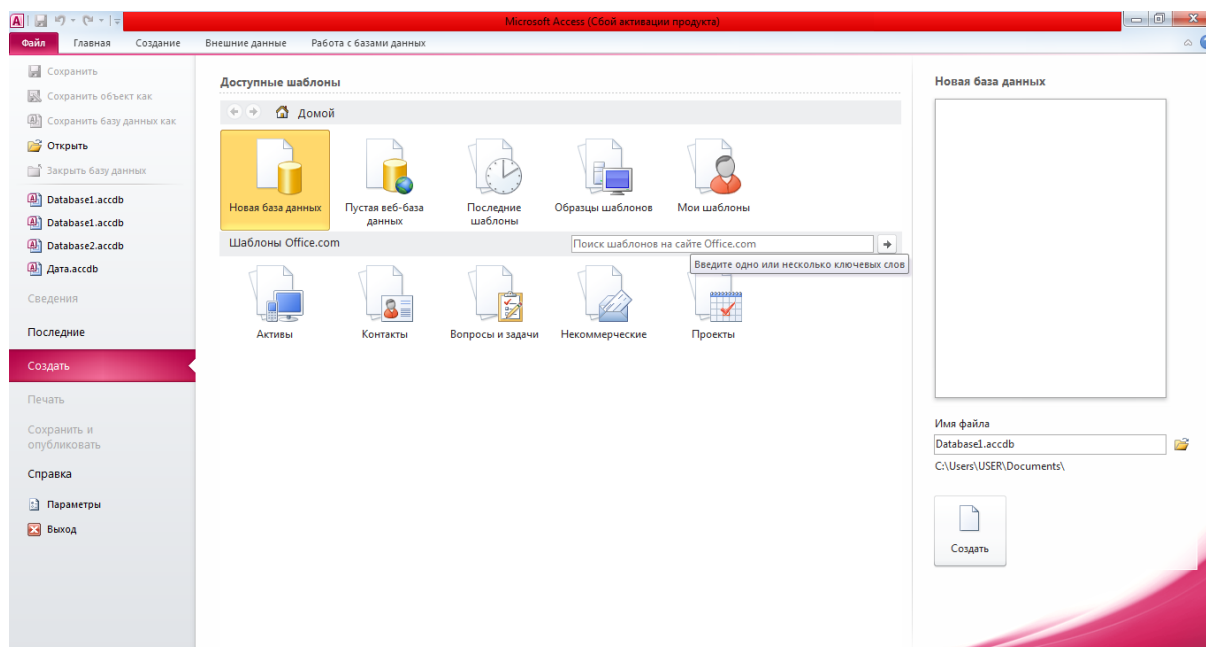 Microsoft Access (Сбой активации продукта)
Файл Главная Создание Внешние данные Работа с базами данных
Сохранить
Сохранить объект как
Сохранить базу данных как
Открыть
Закрыть базу данных
Database1.accdb
Database1.accdb
Database2.accdb
Дата.accdb
Сведения
Последние
Создать
Печать
Сохранить и
опубликовать
Справка
Параметры
Выход
Доступные шаблоны
Домой
Новая база данных
Пустая веб-база
данных
Последние
шаблоны
Образцы шаблонов
Мои шаблоны
Шаблоны Office.com
Поиск шаблонов на сайте Office.com
Введите одно или несколько ключевых слов
Активы
Контакты
Вопросы и задачи
Некоммерческие
Проекты
Новая база данных
Имя файла
Database1.accdb
C:\Users\USER\Documents\
Создать